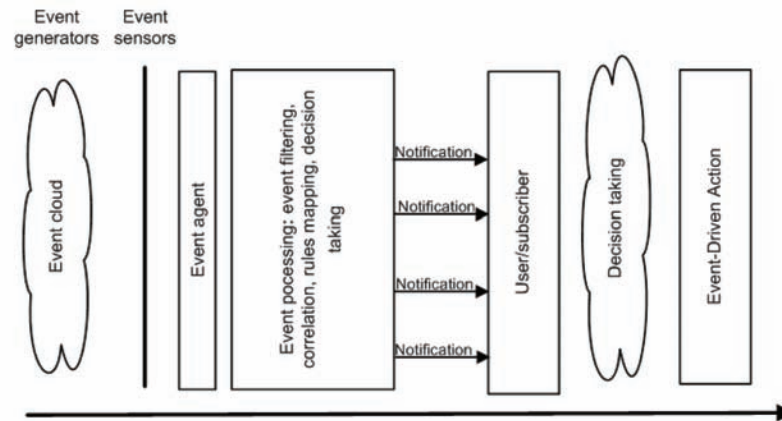 Event
generators
Event
sensors
Event cloud
Event agent
Event pocessing: event filtering,
correlation, rules mapping, decision
taking
Notification
Notification
Notification
Notification
User/subscriber
Decision taking
Event-Driven Action